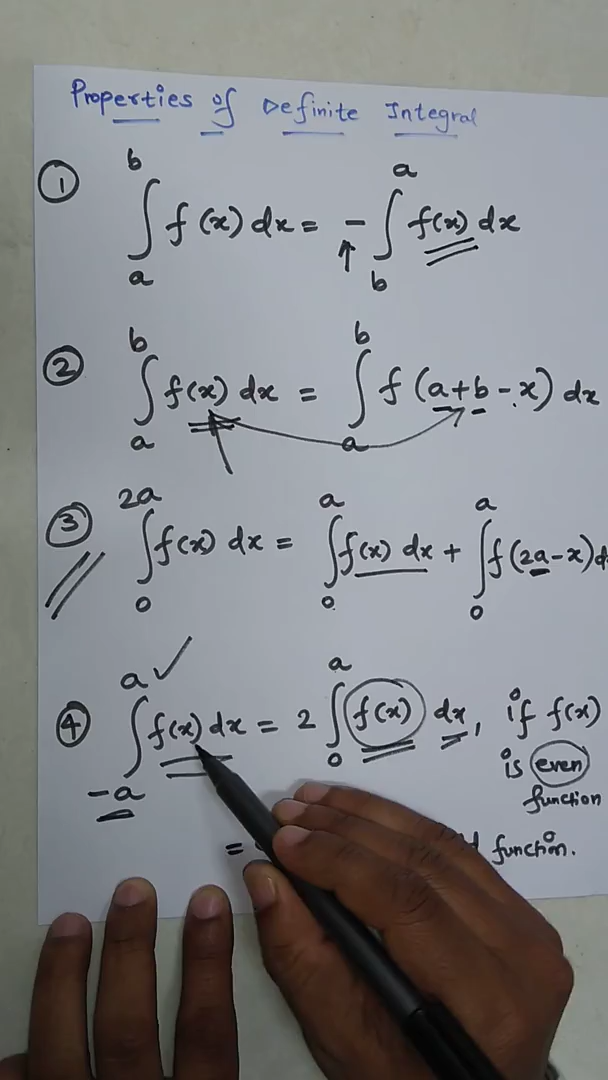 Properties of Definite Integral
① ∫_a^b f(x) dx = - ∫_b^a f(x) dx
② ∫_a^b f(x) dx = ∫_a^b f(a+b-x) dx
③ ∫_0^{2a} f(x) dx = ∫_0^a f(x) dx + ∫_0^a f(2a-x) d
④ ∫_{-a}^a f(x) dx = 2 ∫_0^a f(x) dx, if f(x)
is even
function
= function.